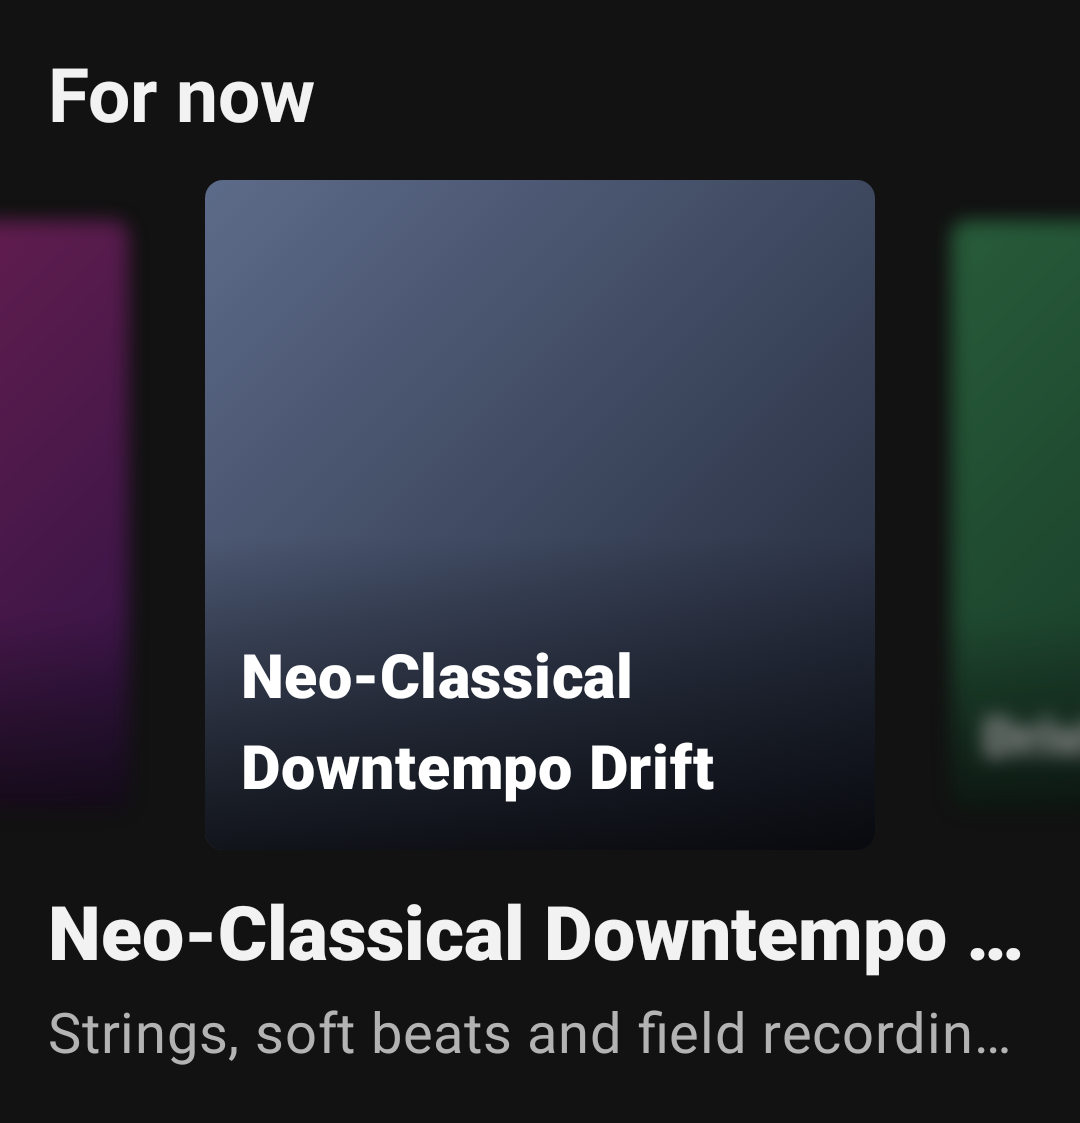 For now
Neo-Classical
Downtempo Drift
Neo-Classical Downtempo …
Strings, soft beats and field recordin…